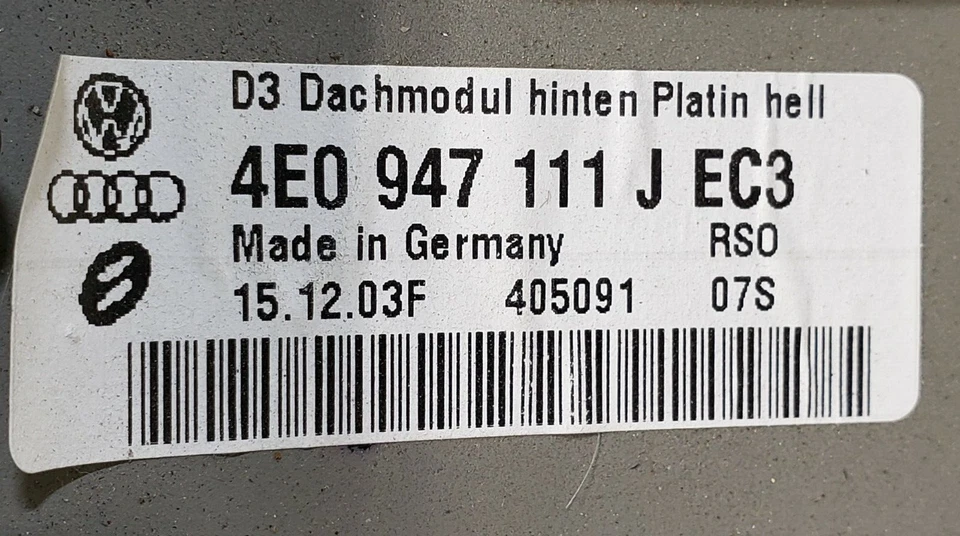 D3 Dachmodul hinten Platin hell
4E0 947 111 J EC3
Made in Germany RSO
15.12.03F 405091 07S